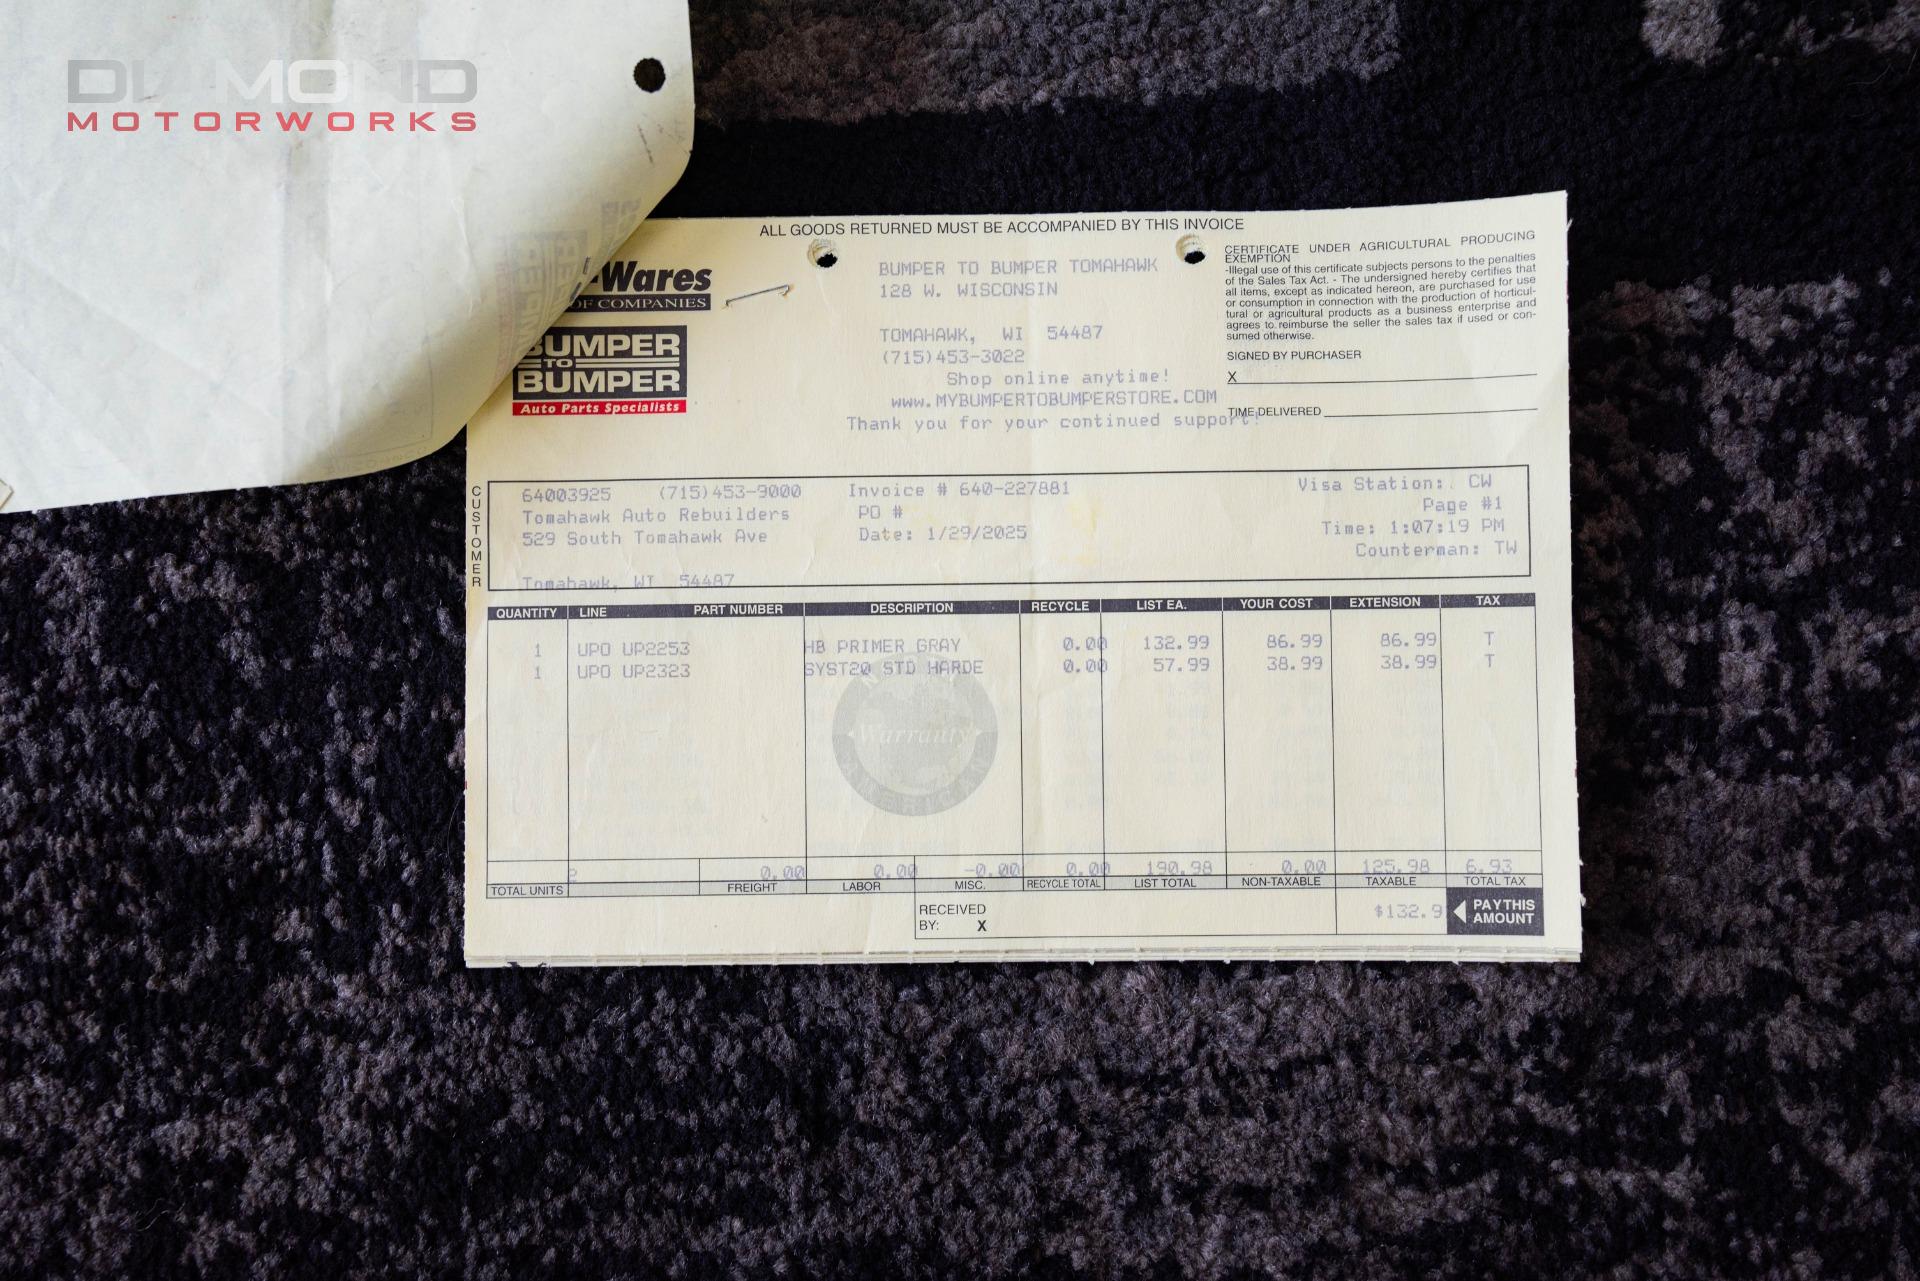 DIAMOND
MOTORWORKS
ALL GOODS RETURNED MUST BE ACCOMPANIED BY THIS INVOICE
-Wares
OF COMPANIES
BUMPER
TO
BUMPER
Auto Parts Specialists
BUMPER TO BUMPER TOMAHAWK
128 W. WISCONSIN
TOMAHAWK, WI 54487
(715)453-3022
Shop online anytime!
www.MYBUMPERTOBUMPERSTORE.COM
Thank you for your continued support!
CERTIFICATE UNDER AGRICULTURAL PRODUCING
EXEMPTION
-Illegal use of this certificate subjects persons to the penalties
of the Sales Tax Act. - The undersigned hereby certifies that
all items, except as indicated hereon, are purchased for use
or consumption in connection with the production of horticul-
tural or agricultural products as a business enterprise and
agrees to reimburse the seller the sales tax if used or con-
sumed otherwise.
SIGNED BY PURCHASER
X
TIME DELIVERED
CUSTOMER
64003925 (715)453-9000 Invoice # 640-227881 Visa Station: CW
Tomahawk Auto Rebuilders PO # Page #1
529 South Tomahawk Ave Date: 1/29/2025 Time: 1:07:19 PM
Counterman: TW
Tomahawk, WI 54487
QUANTITY LINE PART NUMBER DESCRIPTION RECYCLE LIST EA. YOUR COST EXTENSION TAX
1 UPO UP2253 HB PRIMER GRAY 0.00 132.99 86.99 86.99 T
1 UPO UP2323 SYST20 STD HARDE 0.00 57.99 38.99 38.99 T
Warranty
2 0.00 0.00 -0.00 0.00 190.98 0.00 125.98 6.93
TOTAL UNITS FREIGHT LABOR MISC. RECYCLE TOTAL LIST TOTAL NON-TAXABLE TAXABLE TOTAL TAX
RECEIVED
BY: X
$132.9
PAY THIS
AMOUNT